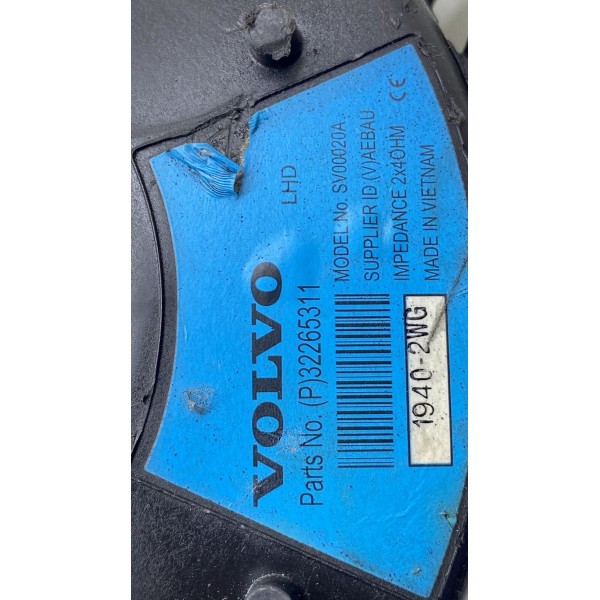 LHD
VOLVO
Parts No. (P)32265311
MODEL No. SV00020A
SUPPLIER ID (V)AEBAU
IMPEDANCE 2x4OHM
MADE IN VIETNAM
CE
1940-2WG